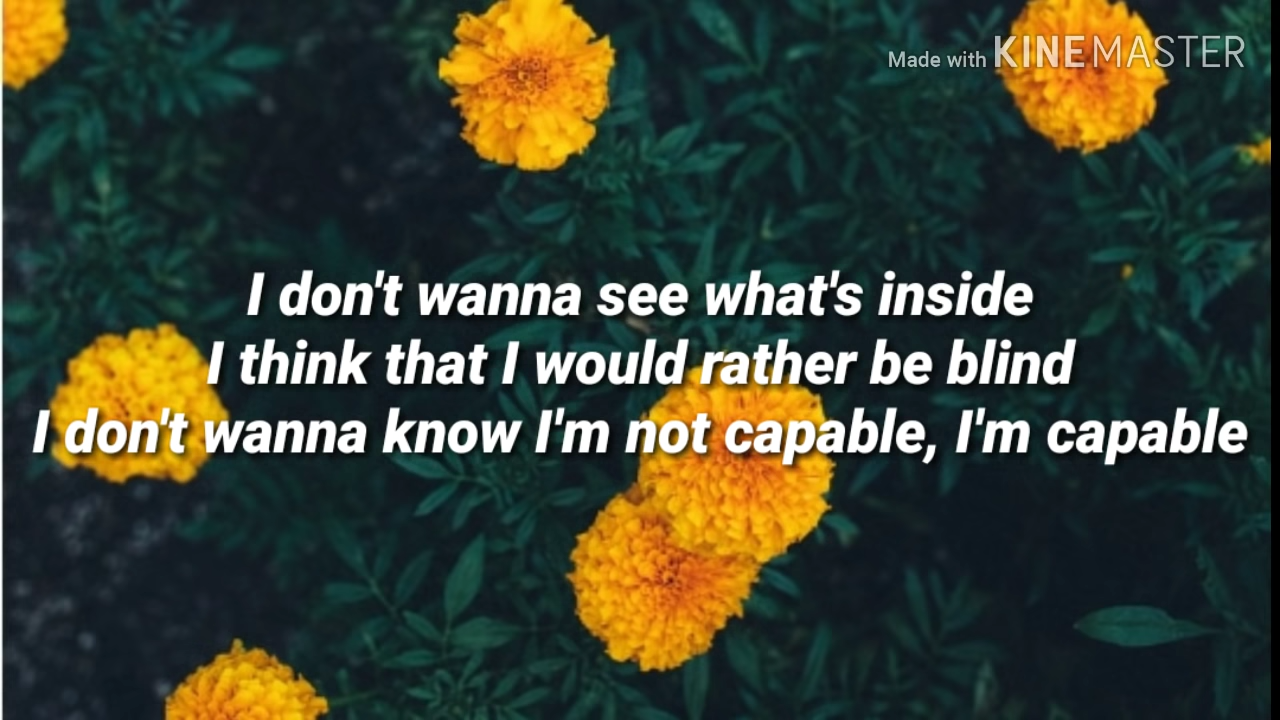 Made with KINEMASTER
I don't wanna see what's inside
I think that I would rather be blind
I don't wanna know I'm not capable, I'm capable